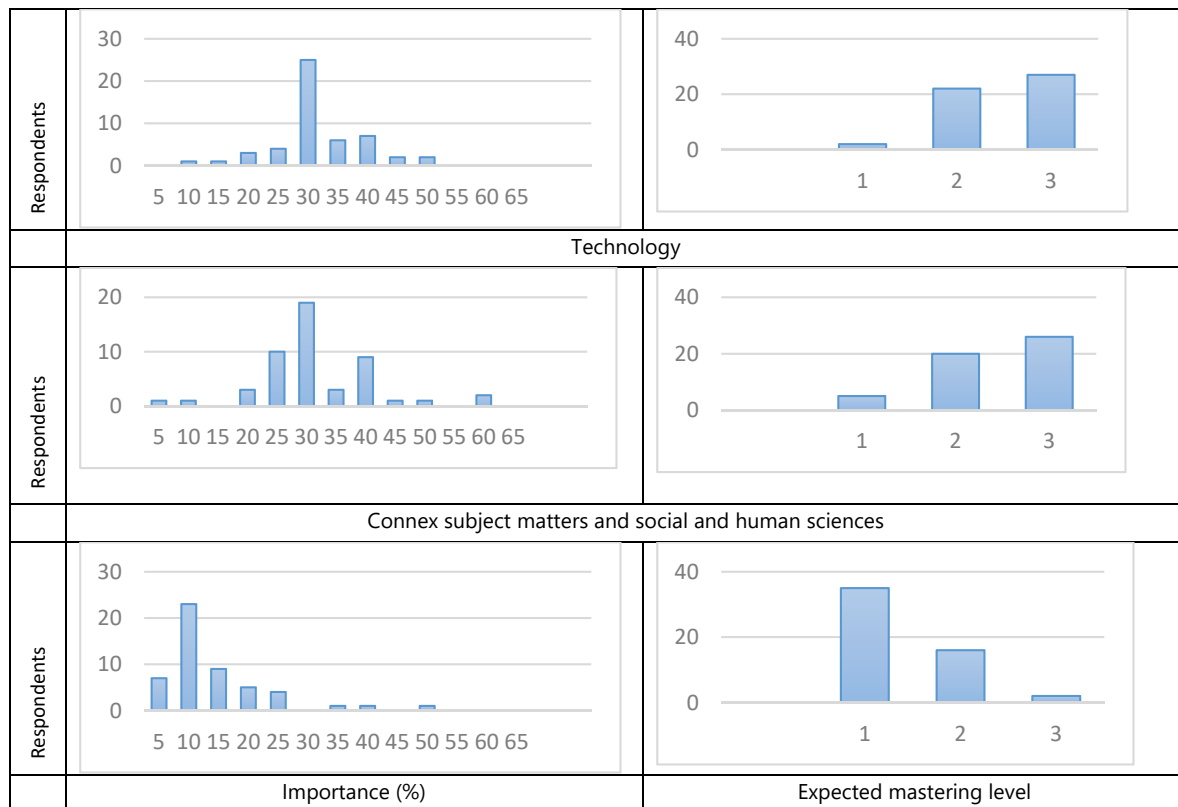 Respondents
30
20
10
0
5 10 15 20 25 30 35 40 45 50 55 60 65
40
20
0
1 2 3
Technology
Respondents
20
10
0
5 10 15 20 25 30 35 40 45 50 55 60 65
40
20
0
1 2 3
Connex subject matters and social and human sciences
Respondents
30
20
10
0
5 10 15 20 25 30 35 40 45 50 55 60 65
40
20
0
1 2 3
Importance (%)
Expected mastering level